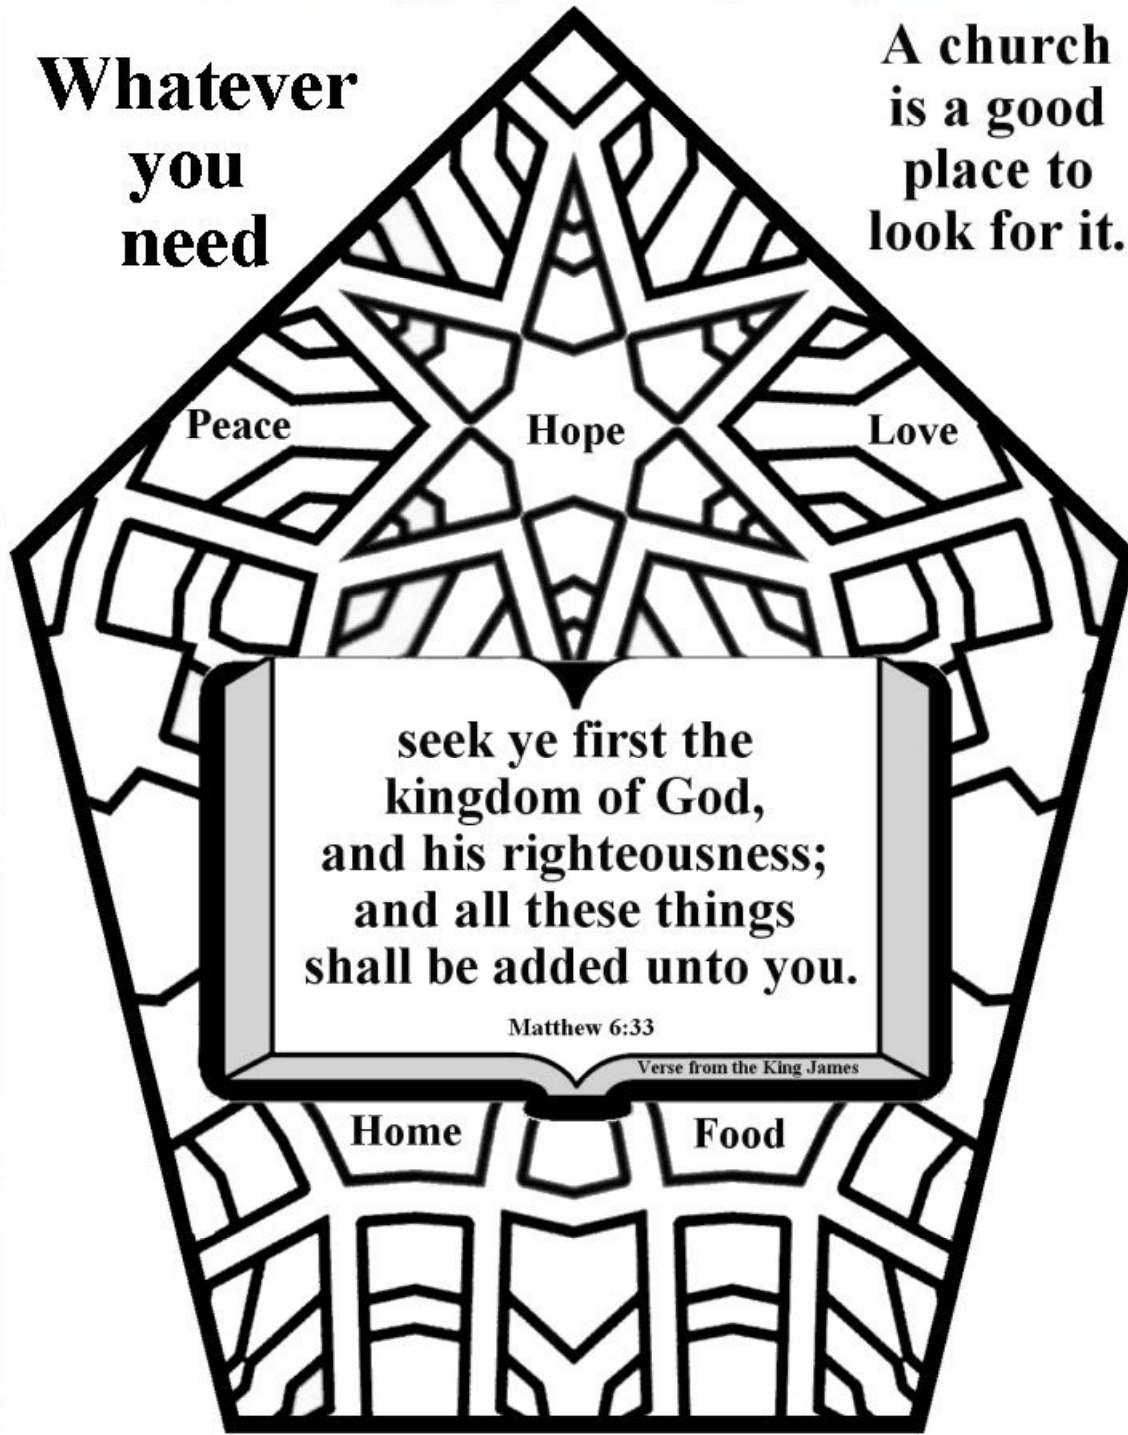 Whatever
you
need
A church
is a good
place to
look for it.
Peace
Hope
Love
seek ye first the
kingdom of God,
and his righteousness;
and all these things
shall be added unto you.
Matthew 6:33
Verse from the King James
Home
Food